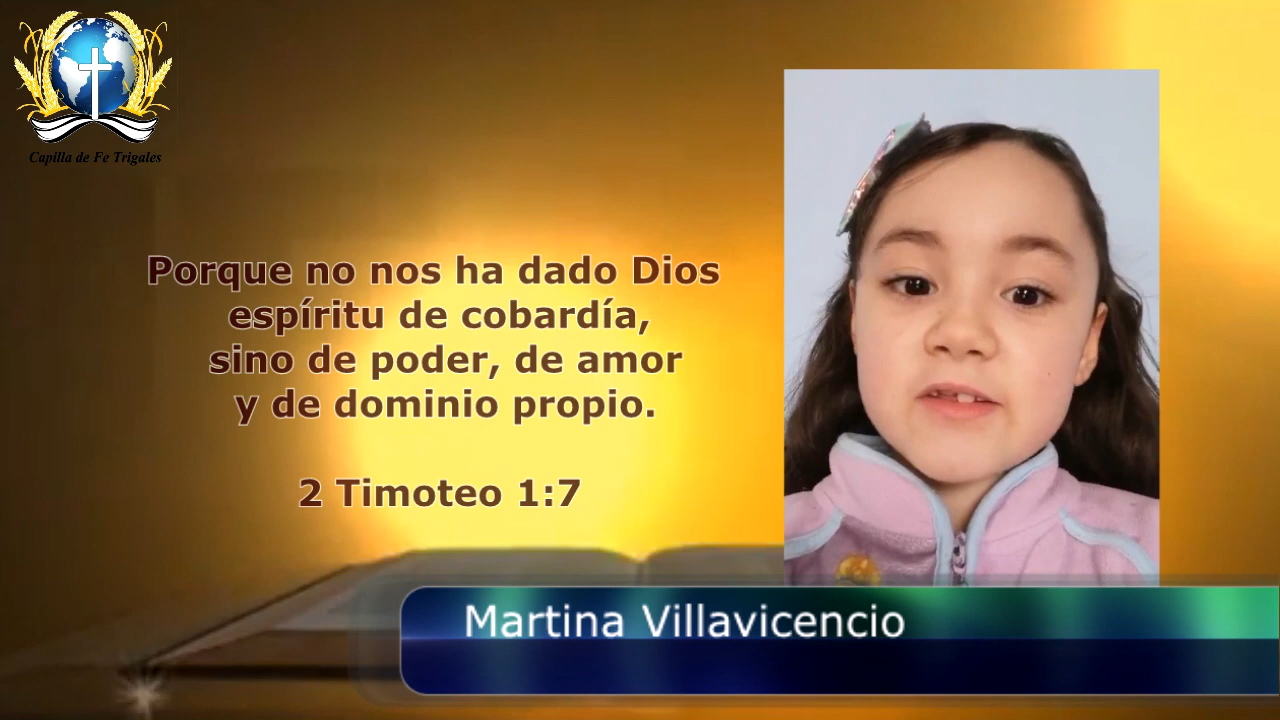 Capilla de Fe Trigales
Porque no nos ha dado Dios
espíritu de cobardía,
sino de poder, de amor
y de dominio propio.
2 Timoteo 1:7
Martina Villavicencio